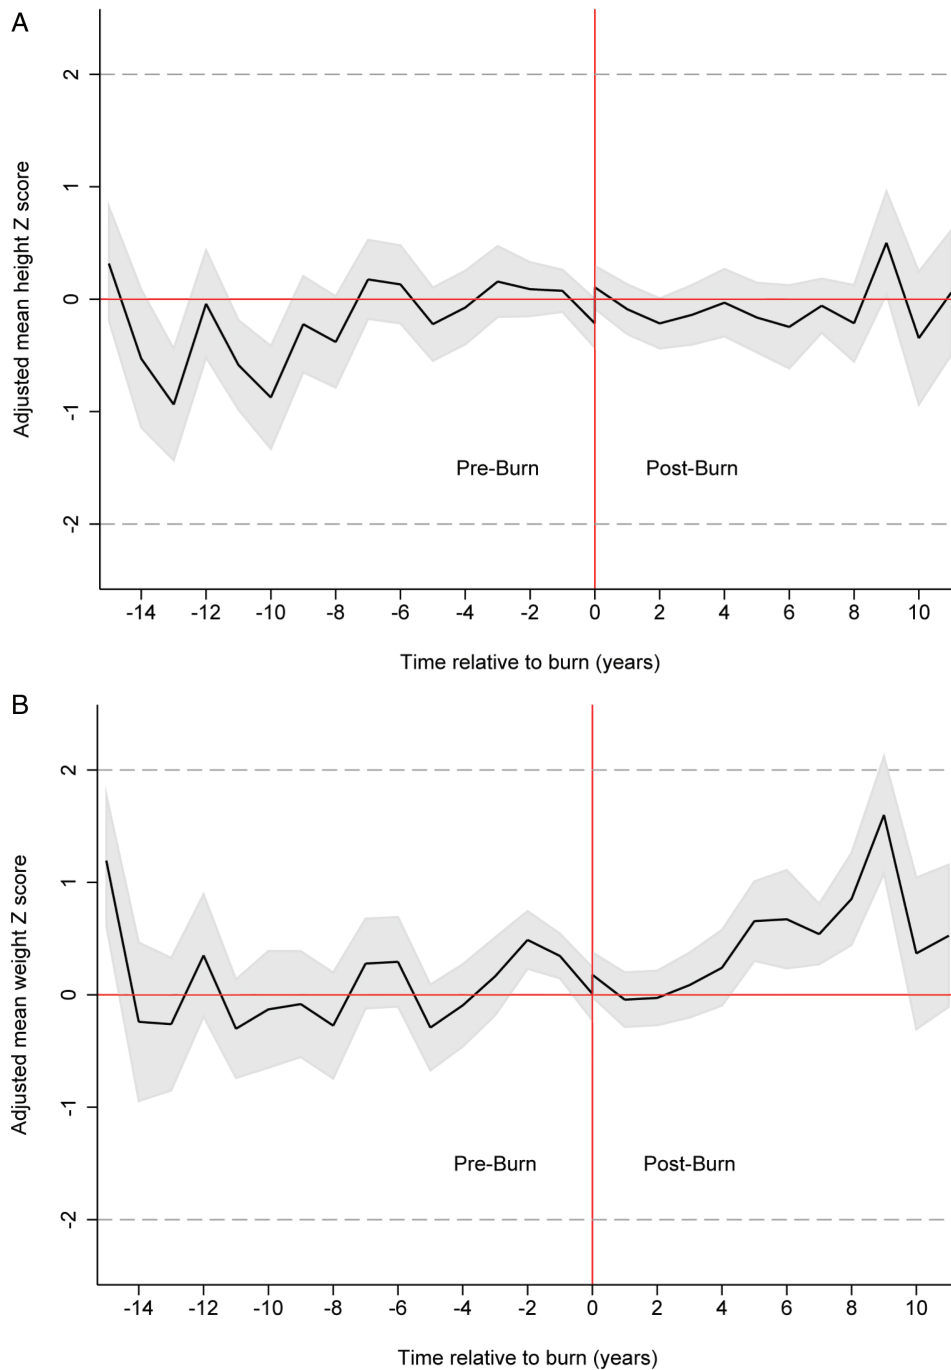 A
Adjusted mean height Z score
2
1
0
-1
-2
Pre-Burn
Post-Burn
-14 -12 -10 -8 -6 -4 -2 0 2 4 6 8 10
Time relative to burn (years)
B
Adjusted mean weight Z score
2
1
0
-1
-2
Pre-Burn
Post-Burn
-14 -12 -10 -8 -6 -4 -2 0 2 4 6 8 10
Time relative to burn (years)